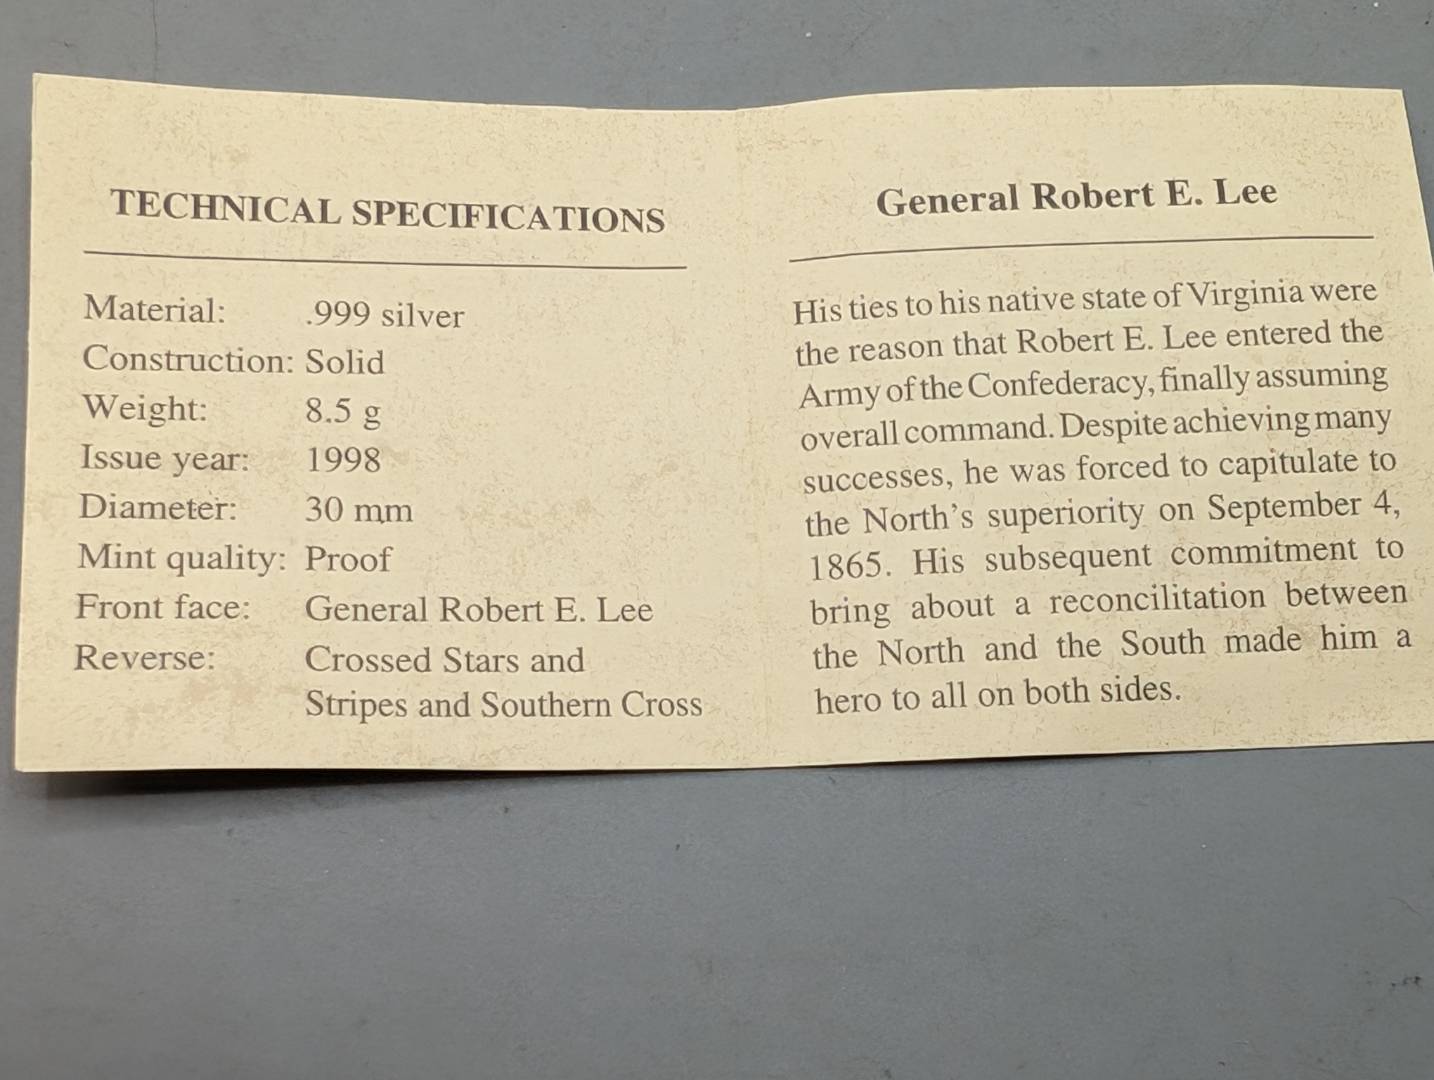 TECHNICAL SPECIFICATIONS
Material: .999 silver
Construction: Solid
Weight: 8.5 g
Issue year: 1998
Diameter: 30 mm
Mint quality: Proof
Front face: General Robert E. Lee
Reverse: Crossed Stars and
Stripes and Southern Cross
General Robert E. Lee
His ties to his native state of Virginia were
the reason that Robert E. Lee entered the
Army of the Confederacy, finally assuming
overall command. Despite achieving many
successes, he was forced to capitulate to
the North's superiority on September 4,
1865. His subsequent commitment to
bring about a reconcilitation between
the North and the South made him a
hero to all on both sides.